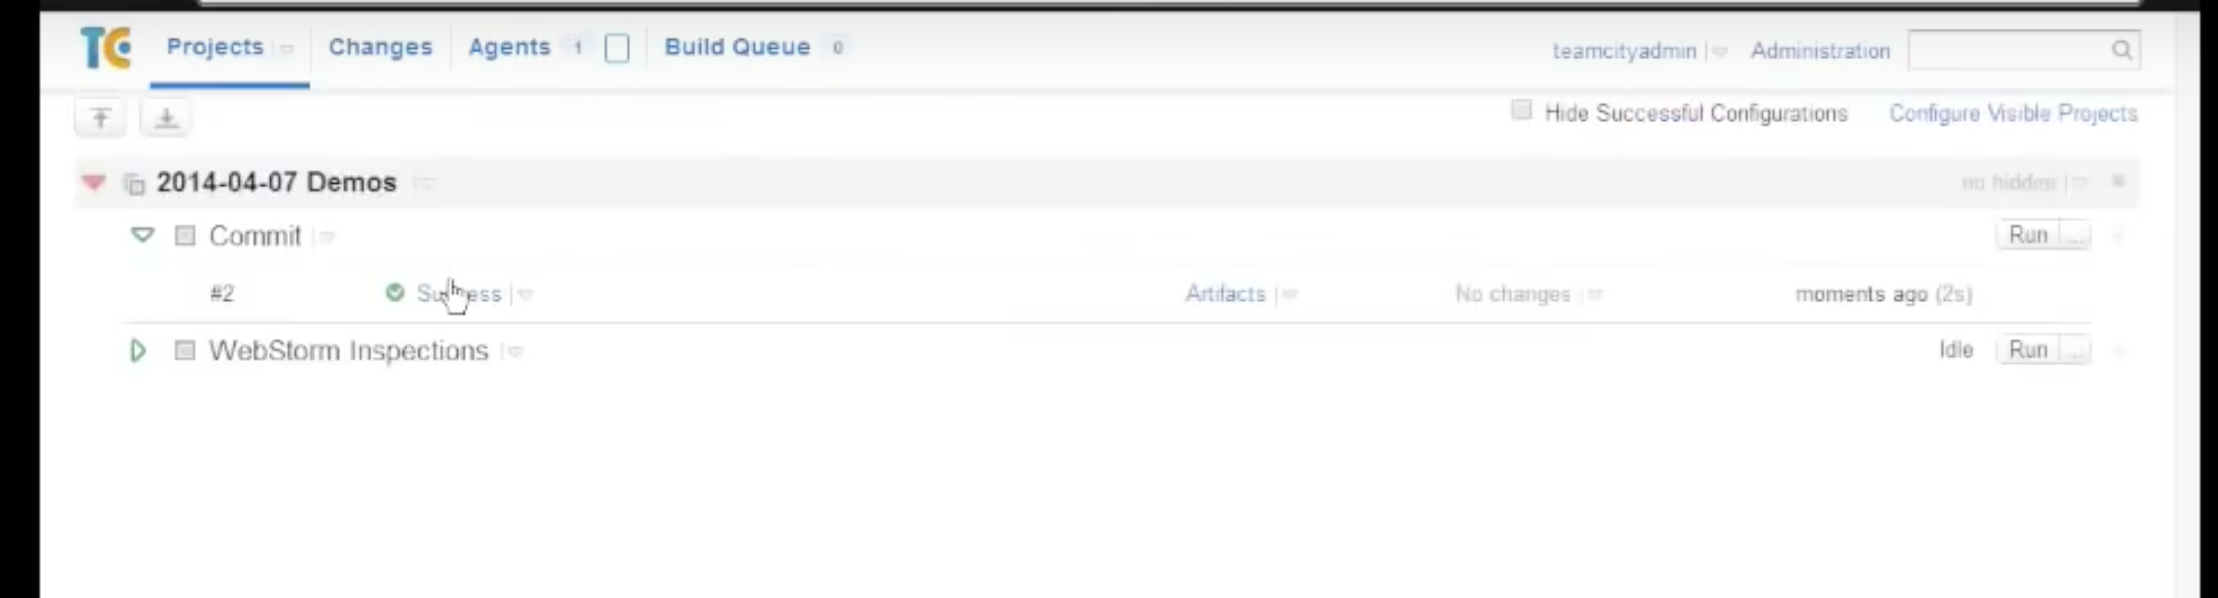 TC Projects Changes Agents 1 Build Queue 0 teamcityadmin Administration
Hide Successful Configurations Configure Visible Projects
2014-04-07 Demos no hidden
Commit Run ...
#2 Success Artifacts No changes moments ago (2s)
WebStorm Inspections Idle Run ...